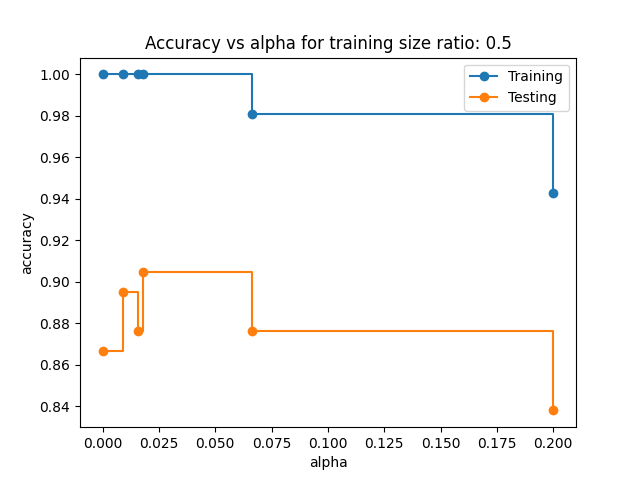 Accuracy vs alpha for training size ratio: 0.5
Training
Testing
1.00
0.98
0.96
0.94
0.92
0.90
0.88
0.86
0.84
accuracy
0.000 0.025 0.050 0.075 0.100 0.125 0.150 0.175 0.200
alpha